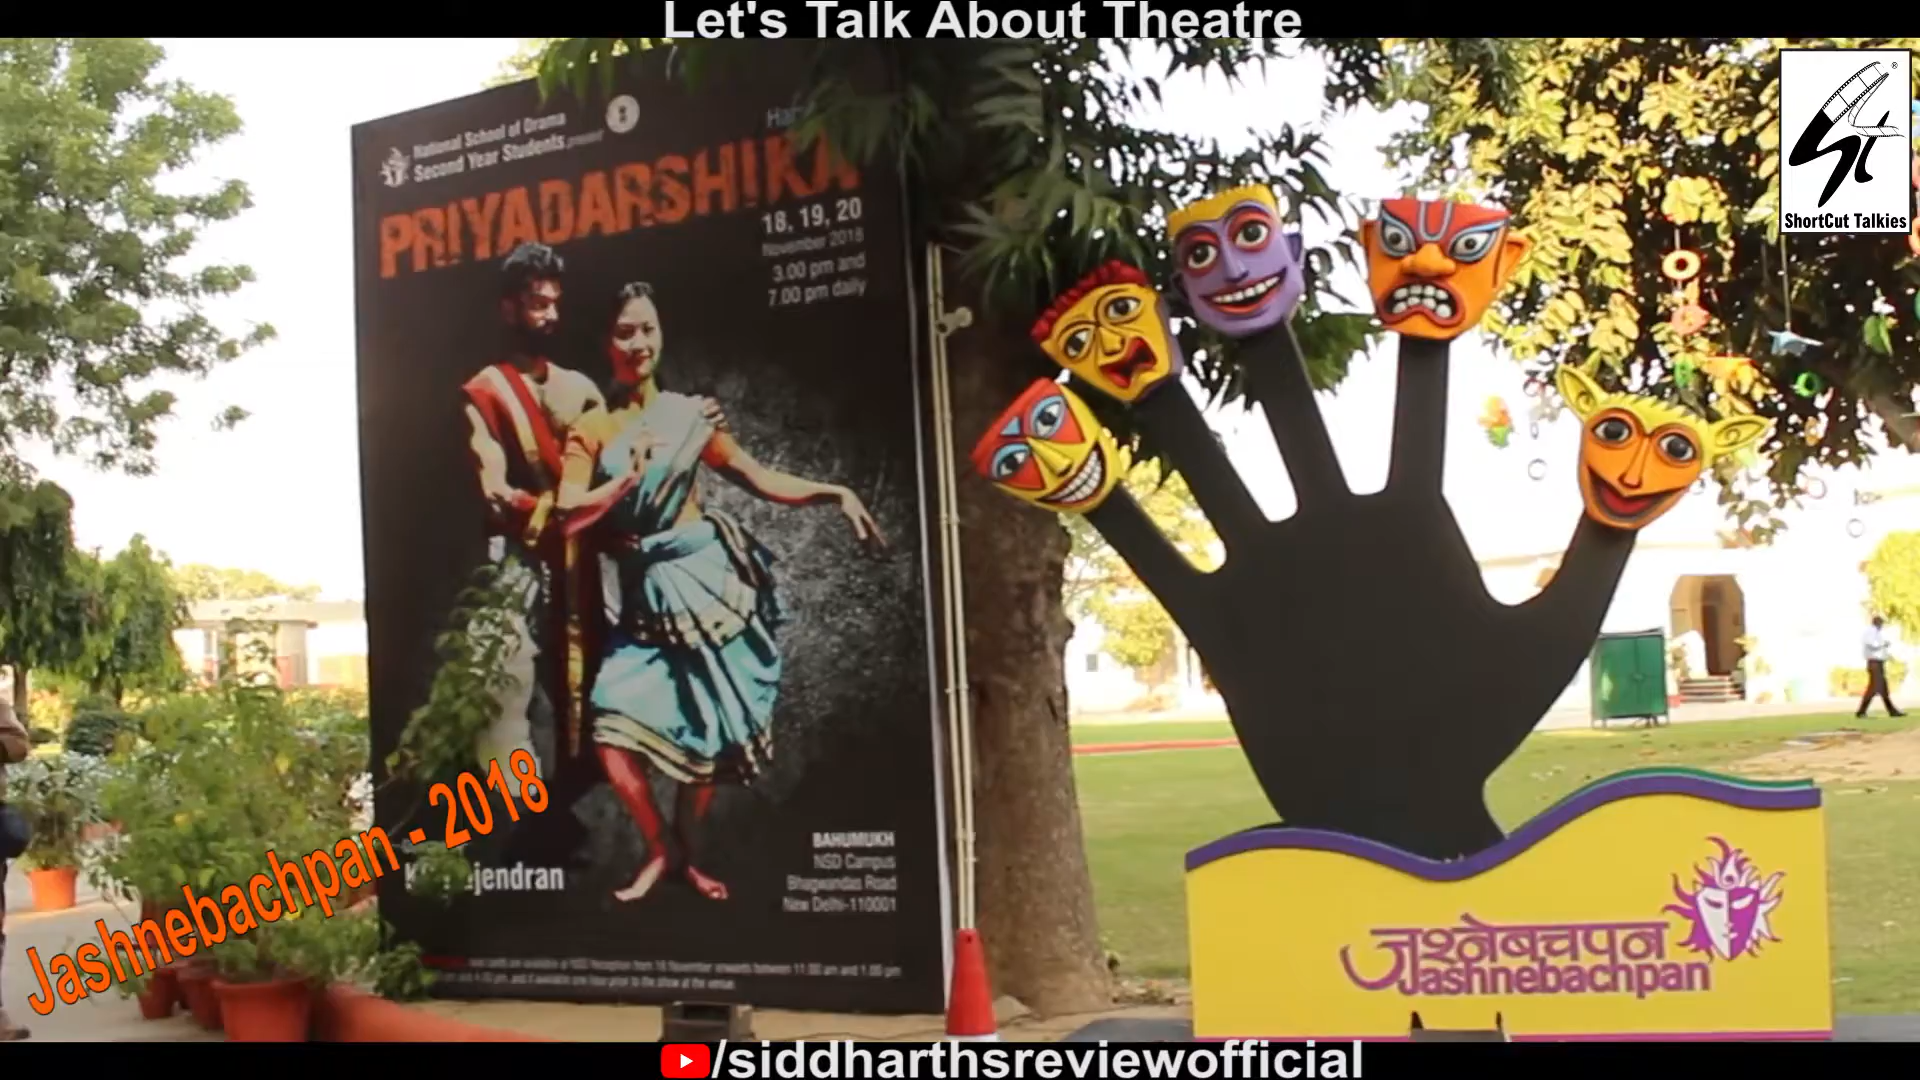 Let's Talk About Theatre
ShortCut Talkies
National School of Drama
Second Year Students present
PRIYADARSHIKA
18, 19, 20
November 2018
3.00 pm and
7.00 pm daily
BAHUMUKH
NSD Campus
Bhagwandas Road
New Delhi-110001
Jashnebachpan - 2018
जश्नेबचपन
Jashnebachpan
/siddharthsreviewofficial